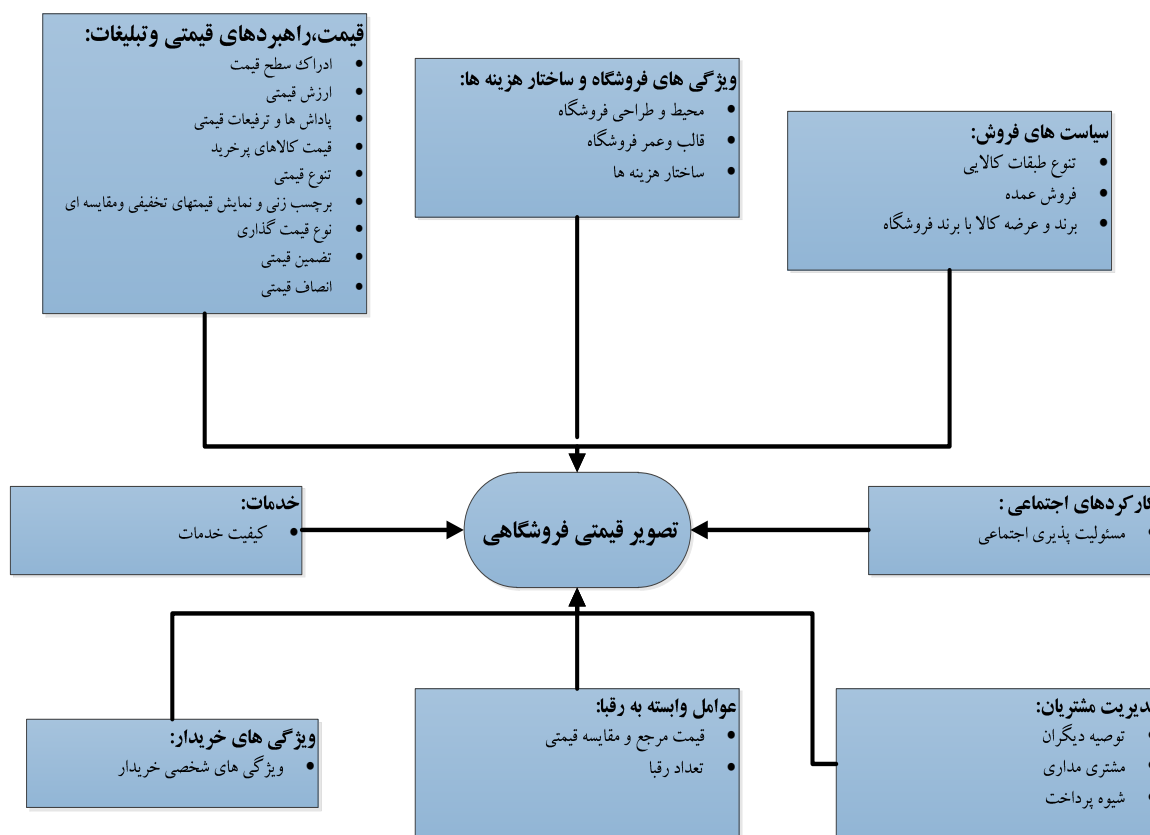 قیمت،راهبردهای قیمتی وتبلیغات:
ادراك سطح قیمت
ارزش قیمتی
پاداش ها و ترفیعات قیمتی
قیمت کالاهای پرخرید
تنوع قیمتی
برچسب زنی و نمایش قیمتهای تخفیفی ومقایسه ای
نوع قیمت گذاری
تضمین قیمتی
انصاف قیمتی
ویژگی های فروشگاه و ساختار هزینه ها:
محیط و طراحی فروشگاه
قالب وعمر فروشگاه
ساختار هزینه ها
سیاست های فروش:
تنوع طبقات کالایی
فروش عمده
برند و عرضه کالا با برند فروشگاه
خدمات:
کیفیت خدمات
تصویر قیمتی فروشگاهی
کارکردهای اجتماعی :
مسئولیت پذیری اجتماعی
ویژگی های خریدار:
ویژگی های شخصی خریدار
عوامل وابسته به رقبا:
قیمت مرجع و مقایسه قیمتی
تعداد رقبا
مدیریت مشتریان:
توصیه دیگران
مشتری مداری
شیوه پرداخت